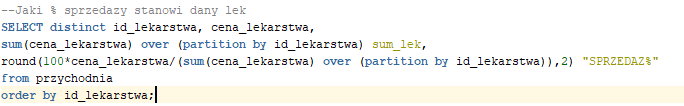 --Jaki % sprzedazy stanowi dany lek
SELECT distinct id_lekarstwa, cena_lekarstwa,
sum(cena_lekarstwa) over (partition by id_lekarstwa) sum_lek,
round(100*cena_lekarstwa/(sum(cena_lekarstwa) over (partition by id_lekarstwa)),2) "SPRZEDAZ%"
from przychodnia
order by id_lekarstwa;